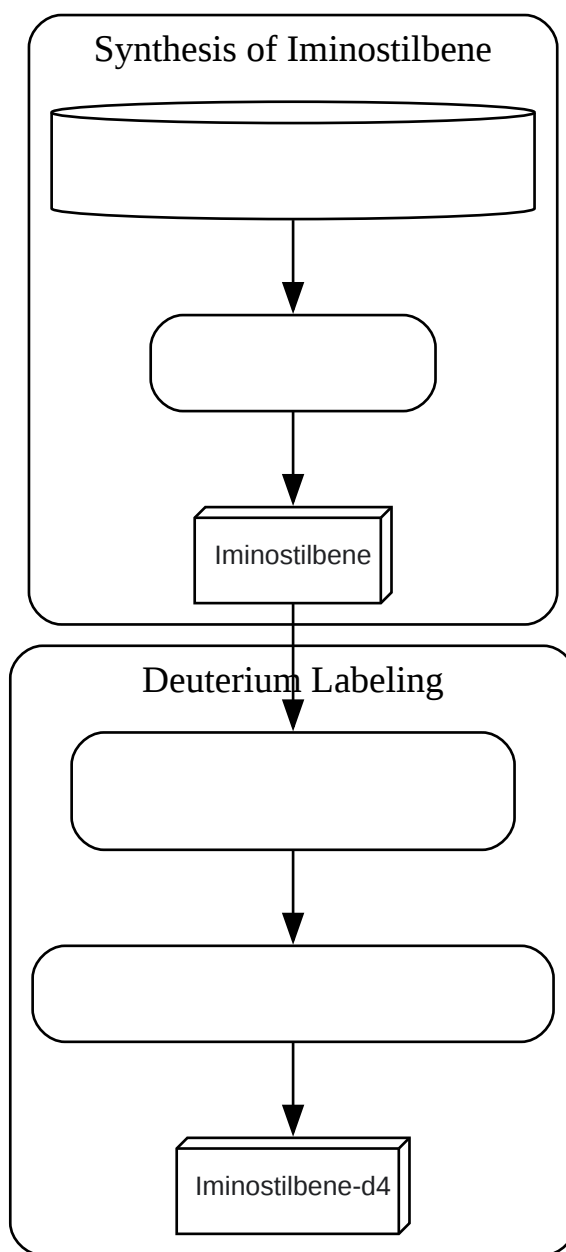 Synthesis of Iminostilbene
Iminostilbene
Deuterium Labeling
Iminostilbene-d4